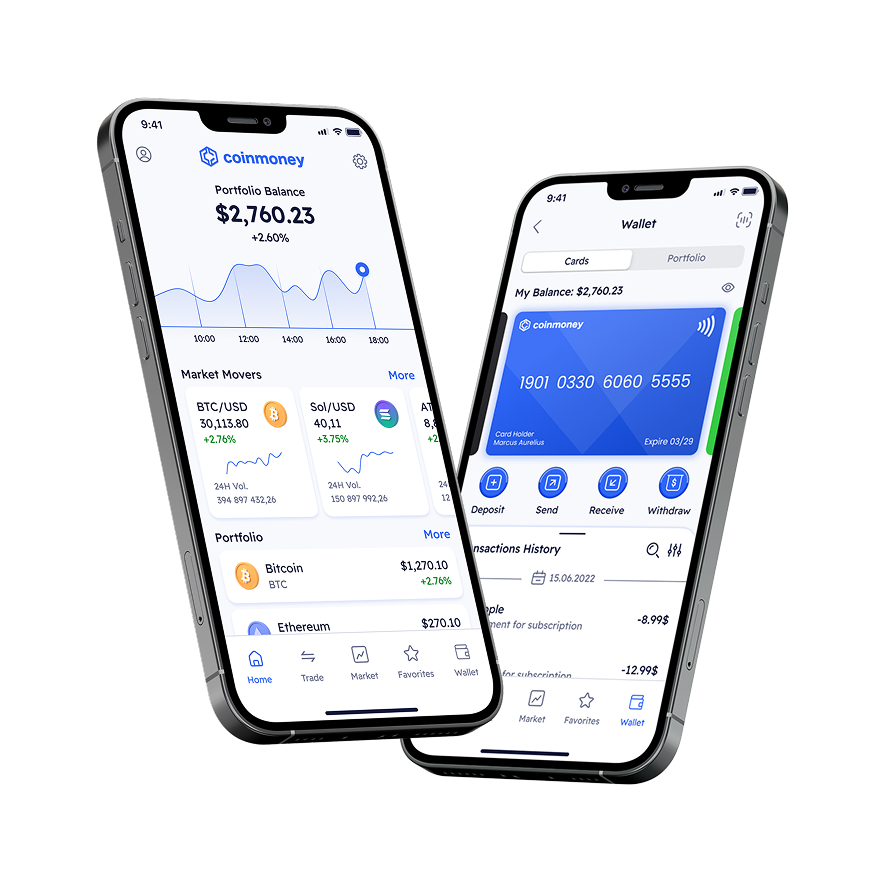 9:41
coinmoney
Portfolio Balance
$2,760.23
+2.60%
10:00 12:00 14:00 16:00 18:00
Market Movers More
BTC/USD
30,113.80
+2.76%
24H Vol.
394 897 432,26
Sol/USD
40,11
+3.75%
24H Vol.
150 897 992,26
Portfolio More
Bitcoin $1,270.10
BTC +2.76%
Ethereum $270.10
Home Trade Market Favorites Wallet
9:41
Wallet
Cards Portfolio
My Balance: $2,760.23
coinmoney
1901 0330 6060 5555
Card Holder
Marcus Aurelius Expire 03/29
Deposit Send Receive Withdraw
nsactions History
15.06.2022
-8.99$
ment for subscription
-12.99$
for subscription
Market Favorites Wallet